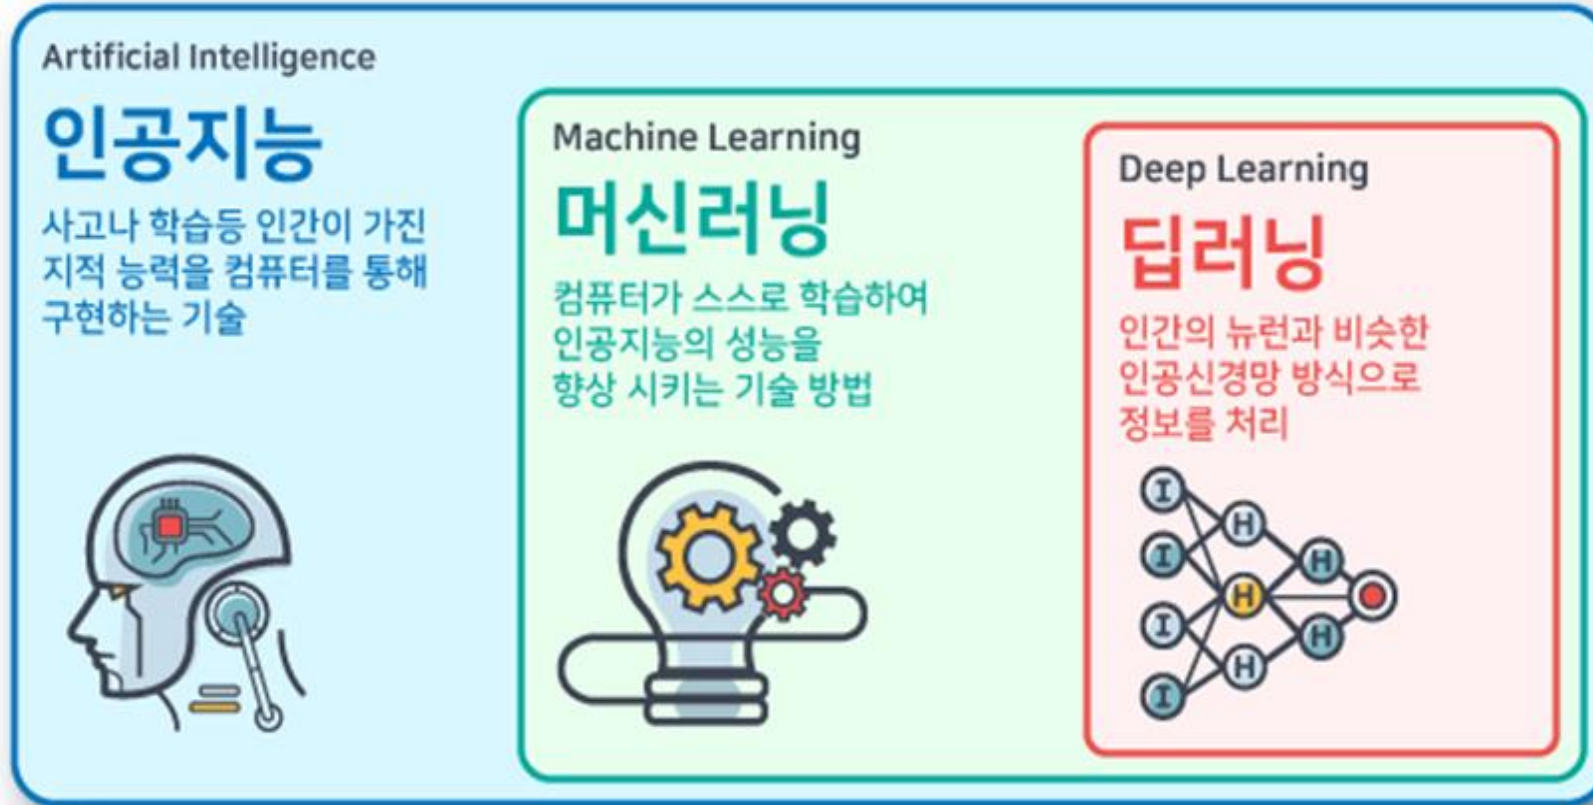 Artificial Intelligence
인공지능
사고나 학습등 인간이 가진
지적 능력을 컴퓨터를 통해
구현하는 기술
Machine Learning
머신러닝
컴퓨터가 스스로 학습하여
인공지능의 성능을
향상 시키는 기술 방법
Deep Learning
딥러닝
인간의 뉴런과 비슷한
인공신경망 방식으로
정보를 처리
I
H
I
H
H
I
H
H
I